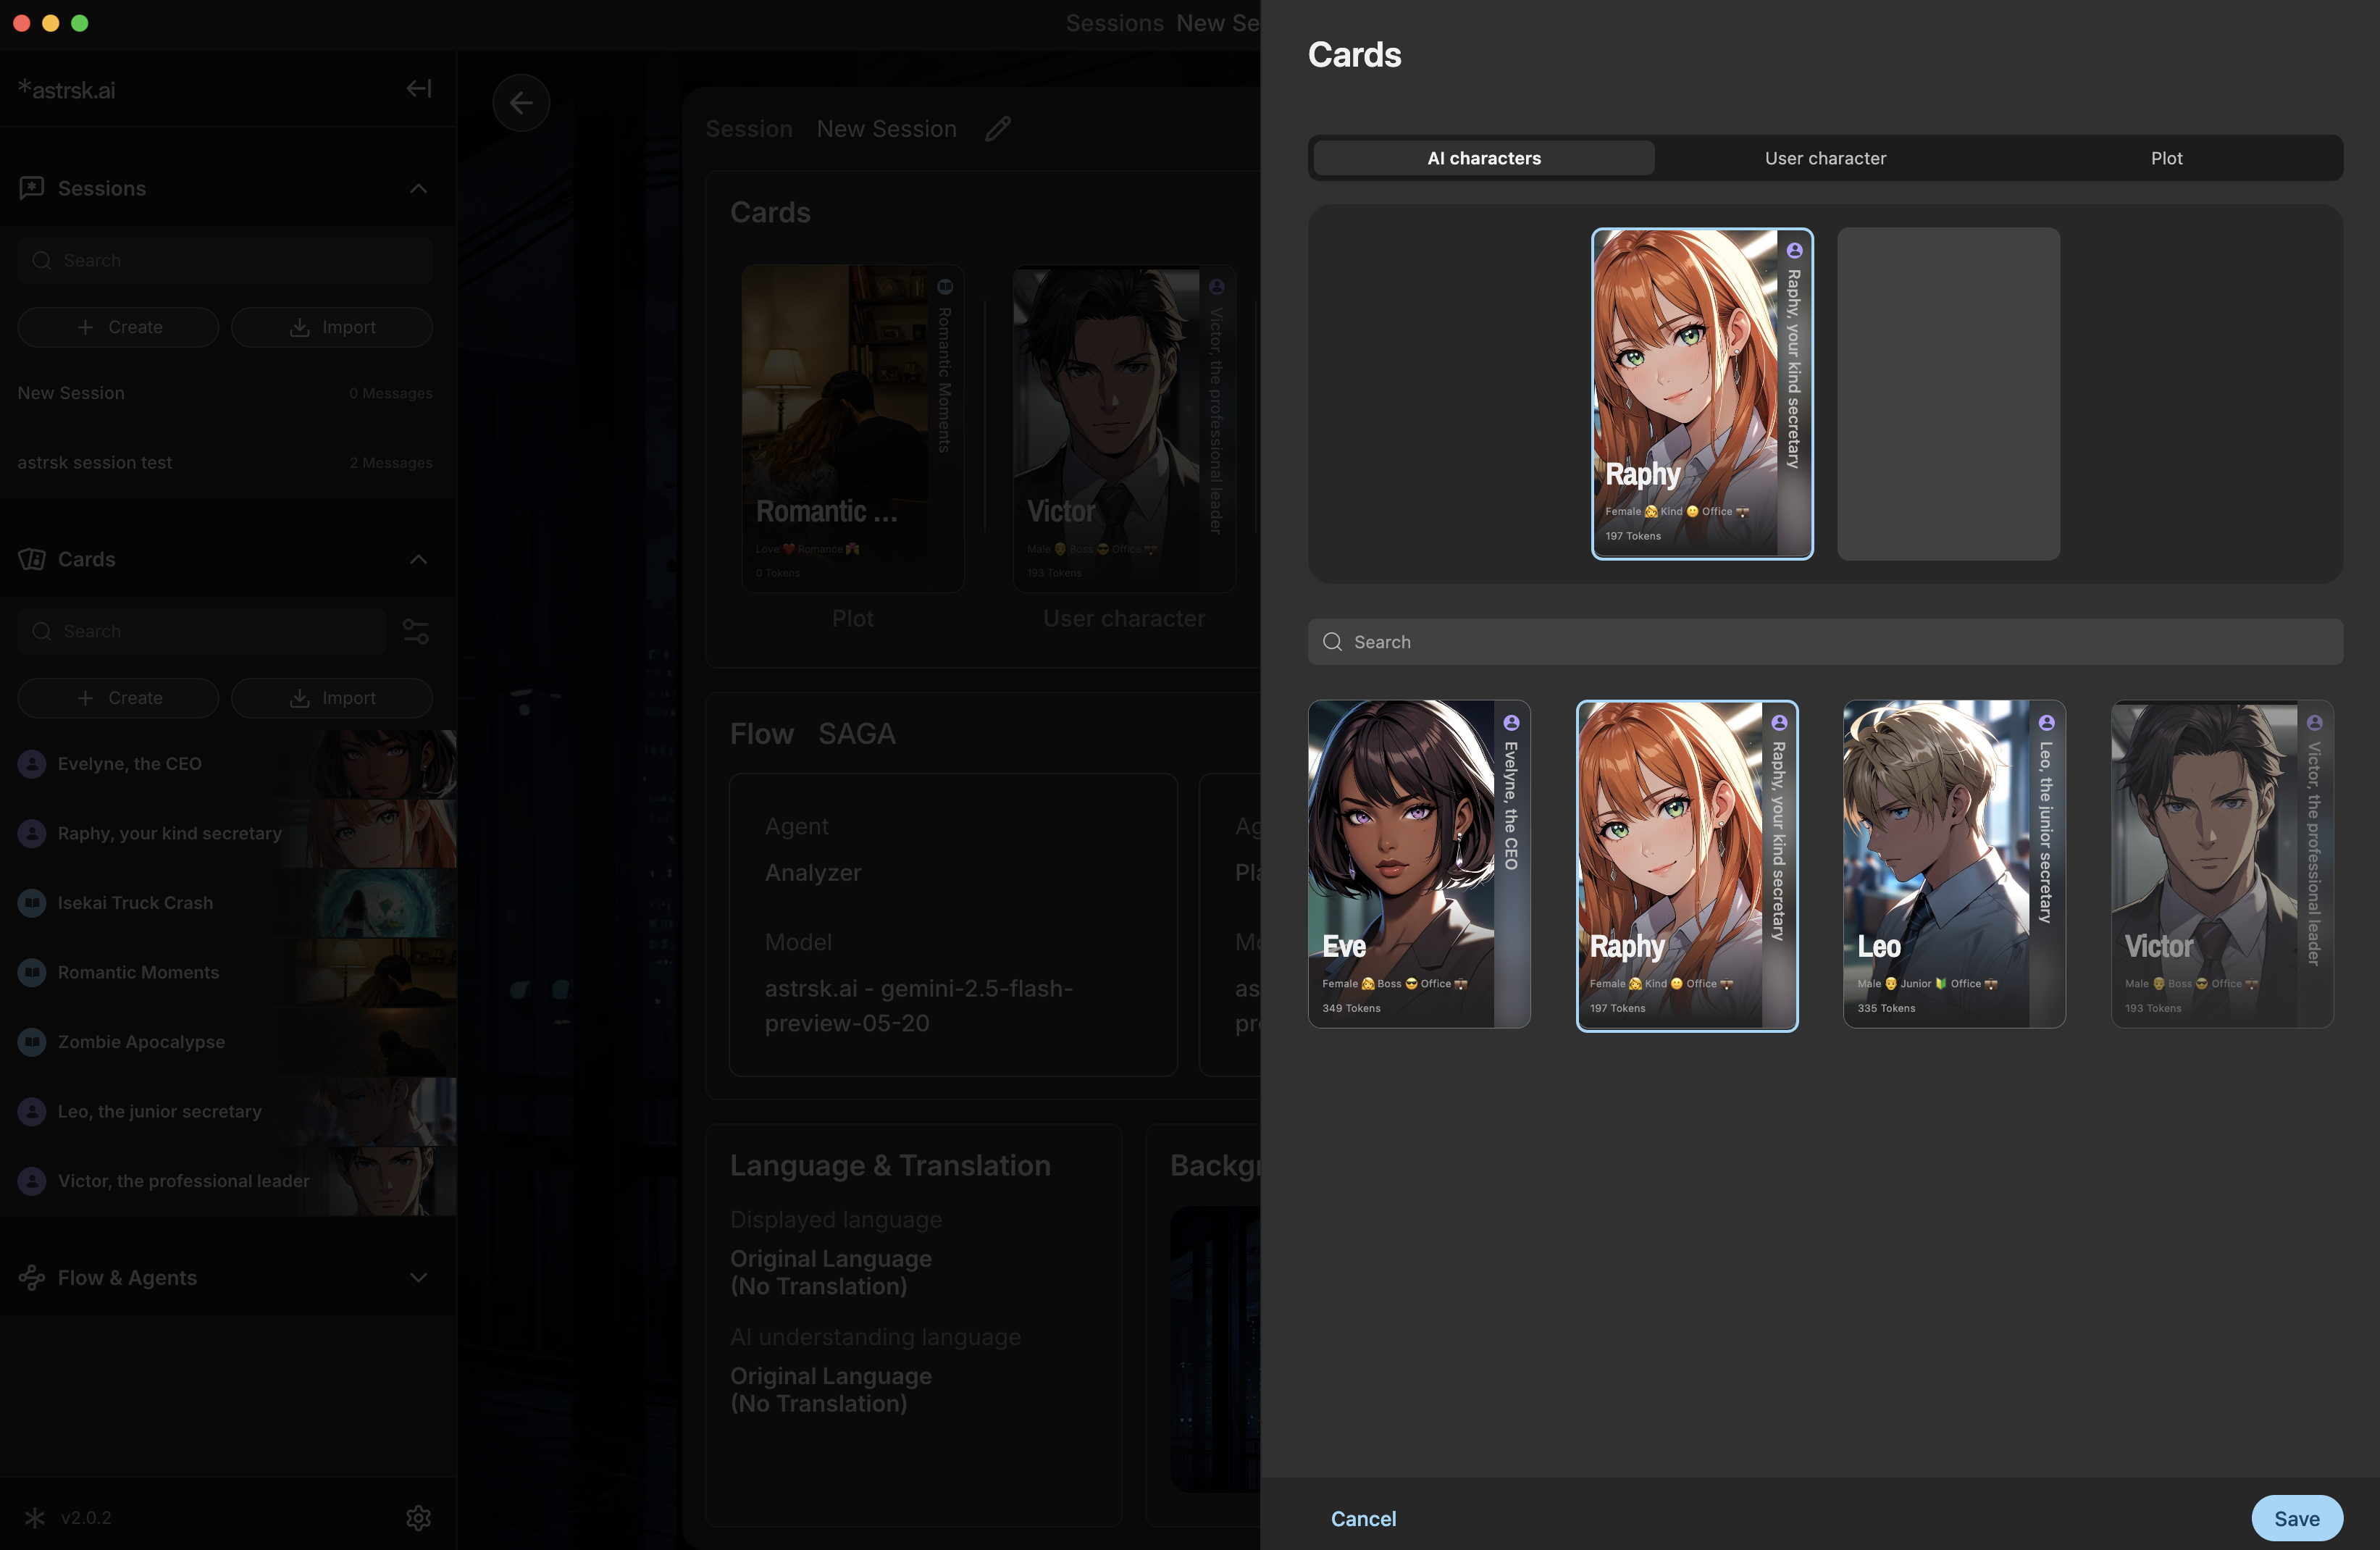 Sessions New Se
*astrsk.ai
Sessions
Search
Create
Import
New Session
0 Messages
astrsk session test
2 Messages
Cards
Search
Create
Import
Evelyne, the CEO
Raphy, your kind secretary
Isekai Truck Crash
Romantic Moments
Zombie Apocalypse
Leo, the junior secretary
Victor, the professional leader
Flow & Agents
v2.0.2
Session New Session
Cards
Romantic Moments
Romantic ...
Love ❤️ Romance 💏
0 Tokens
Plot
Victor, the professional leader
Victor
Male 👨 Boss 😎 Office 💼
193 Tokens
User character
Flow SAGA
Agent
Analyzer
Model
astrsk.ai - gemini-2.5-flash-
preview-05-20
Ag
Pla
Mo
as
pre
Language & Translation
Displayed language
Original Language
(No Translation)
AI understanding language
Original Language
(No Translation)
Backgr
Cards
AI characters
User character
Plot
Raphy, your kind secretary
Raphy
Female 👩 Kind 🙂 Office 💼
197 Tokens
Search
Evelyne, the CEO
Eve
Female 👩 Boss 😎 Office 💼
349 Tokens
Raphy, your kind secretary
Raphy
Female 👩 Kind 🙂 Office 💼
197 Tokens
Leo, the junior secretary
Leo
Male 👨 Junior 🔰 Office 💼
335 Tokens
Victor, the professional leader
Victor
Male 👨 Boss 😎 Office 💼
193 Tokens
Cancel
Save